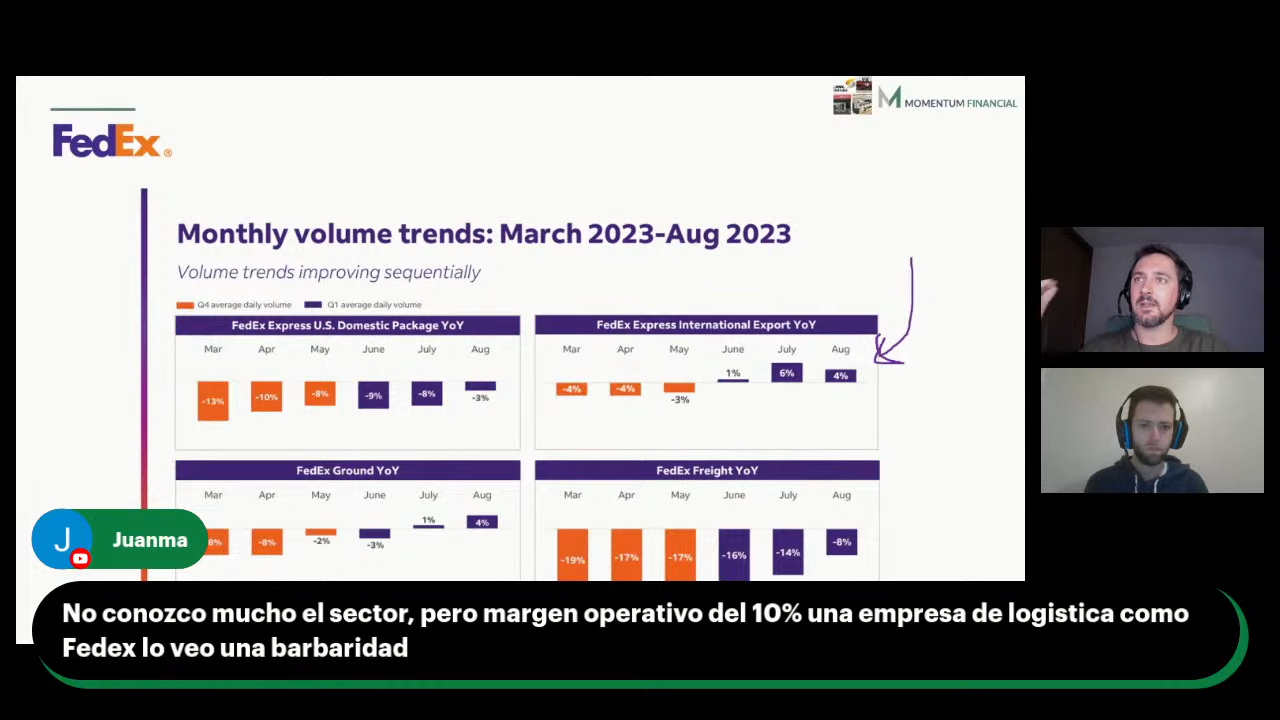 MOMENTUM FINANCIAL
FedEx®
Monthly volume trends: March 2023-Aug 2023
Volume trends improving sequentially
Q4 average daily volume Q1 average daily volume
FedEx Express U.S. Domestic Package YoY
Mar Apr May June July Aug
-13% -10% -8% -9% -8% -3%
FedEx Express International Export YoY
Mar Apr May June July Aug
-4% -4% -3% 1% 6% 4%
FedEx Ground YoY
Mar Apr May June July Aug
8% -8% -2% -3% 1% 4%
FedEx Freight YoY
Mar Apr May June July Aug
-19% -17% -17% -16% -14% -8%
J Juanma
No conozco mucho el sector, pero margen operativo del 10% una empresa de logistica como
Fedex lo veo una barbaridad